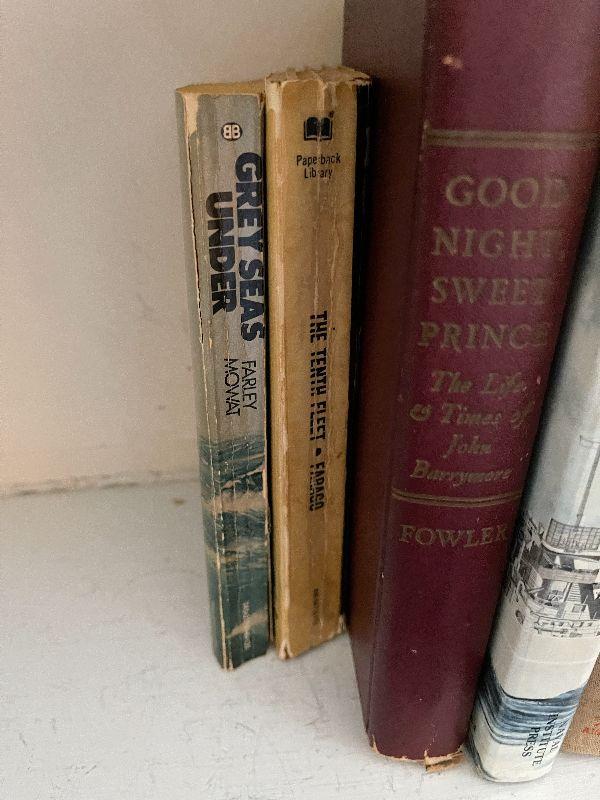 BB
GREY SEAS
UNDER
FARLEY
MOWAT
Paperback
Library
THE TENTH FLEET • FARAGO
GOOD
NIGHT,
SWEET
PRINCE
The Life
& Times of
John
Barrymore
FOWLER
NAVAL
INSTITUTE
PRESS